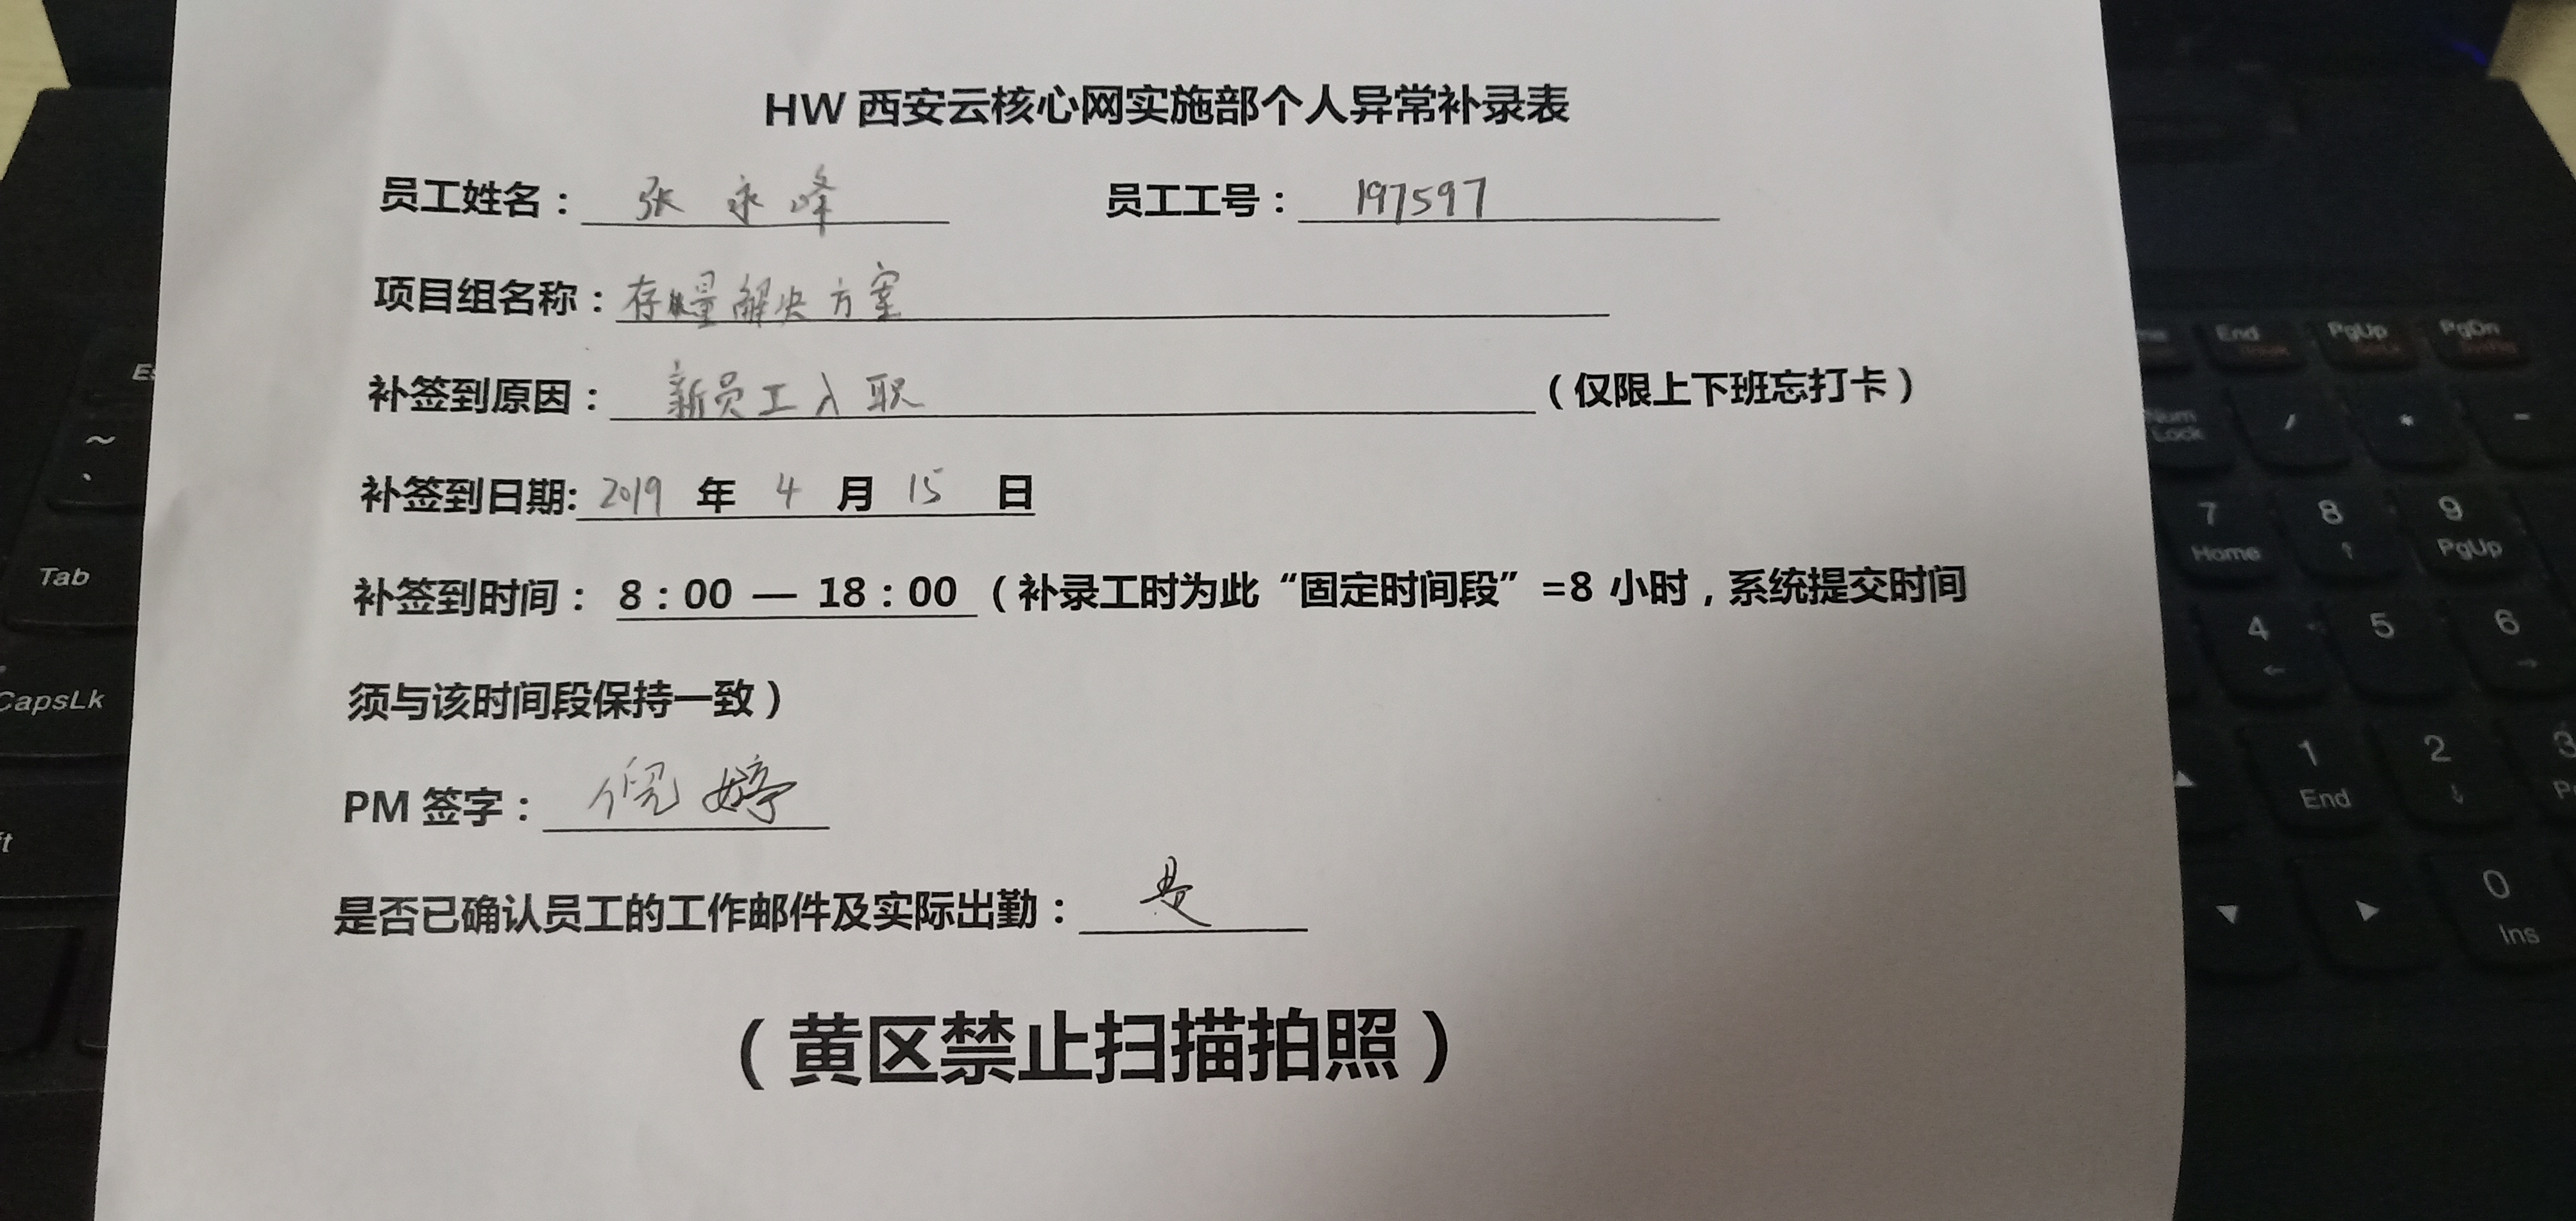 HW 西安云核心网实施部个人异常补录表
员工姓名： 张永峰 员工工号： 197597
项目组名称：存量解决方案
补签到原因： 新员工入职 （仅限上下班忘打卡）
补签到日期: 2019 年 4 月 15 日
补签到时间： 8：00 — 18：00 （补录工时为此“固定时间段”=8 小时，系统提交时间
须与该时间段保持一致）
PM 签字： 倪婷
是否已确认员工的工作邮件及实际出勤： 是
（黄区禁止扫描拍照）
Tab
CapsLk
~
`
End
PgUp
PgDn
Num
Lock
/
*
-
7
Home
8
9
PgUp
4
5
6
1
End
2
3
0
Ins